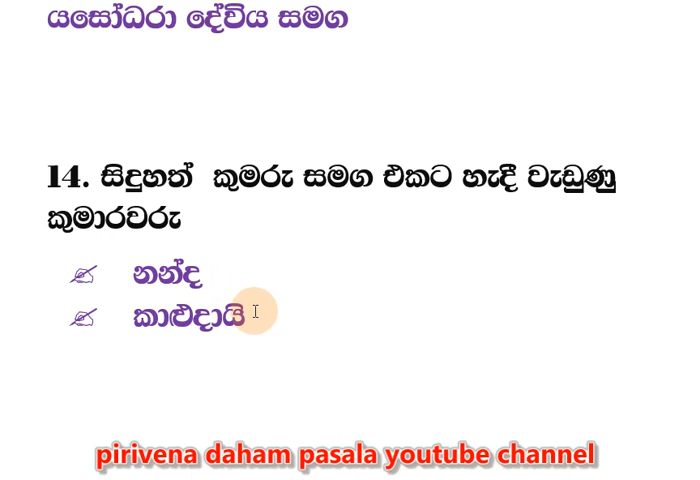 යසෝධරා දේවිය සමග
14. සිදුහත් කුමරු සමග එකට හැදී වැඩුණු
කුමාරවරු
නන්ද
කාළුදායි
pirivena daham pasala youtube channel